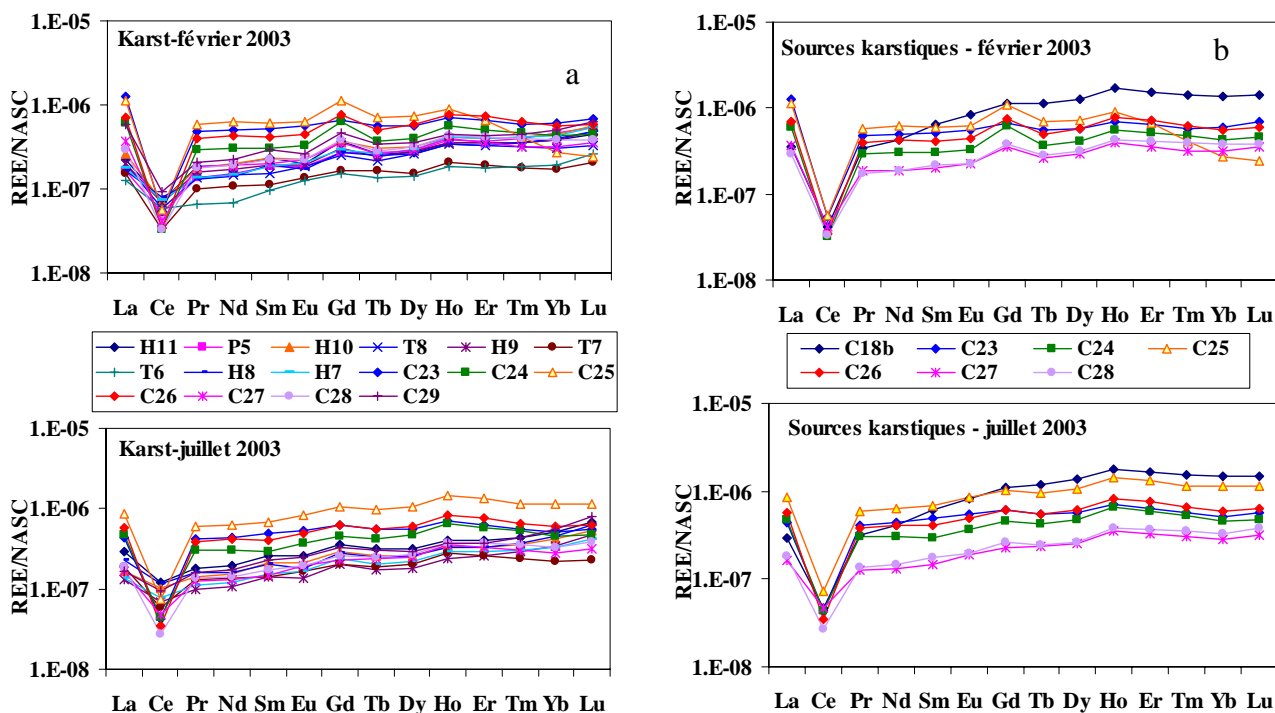 Karst-février 2003
a
REE/NASC
1.E-05
1.E-06
1.E-07
1.E-08
La Ce Pr Nd Sm Eu Gd Tb Dy Ho Er Tm Yb Lu
H11 P5 H10 T8 H9 T7
T6 H8 H7 C23 C24 C25
C26 C27 C28 C29
Sources karstiques - février 2003
b
REE/NASC
1.E-05
1.E-06
1.E-07
1.E-08
La Ce Pr Nd Sm Eu Gd Tb Dy Ho Er Tm Yb Lu
C18b C23 C24 C25
C26 C27 C28
Karst-juillet 2003
REE/NASC
1.E-05
1.E-06
1.E-07
1.E-08
La Ce Pr Nd Sm Eu Gd Tb Dy Ho Er Tm Yb Lu
Sources karstiques - juillet 2003
REE/NASC
1.E-05
1.E-06
1.E-07
1.E-08
La Ce Pr Nd Sm Eu Gd Tb Dy Ho Er Tm Yb Lu